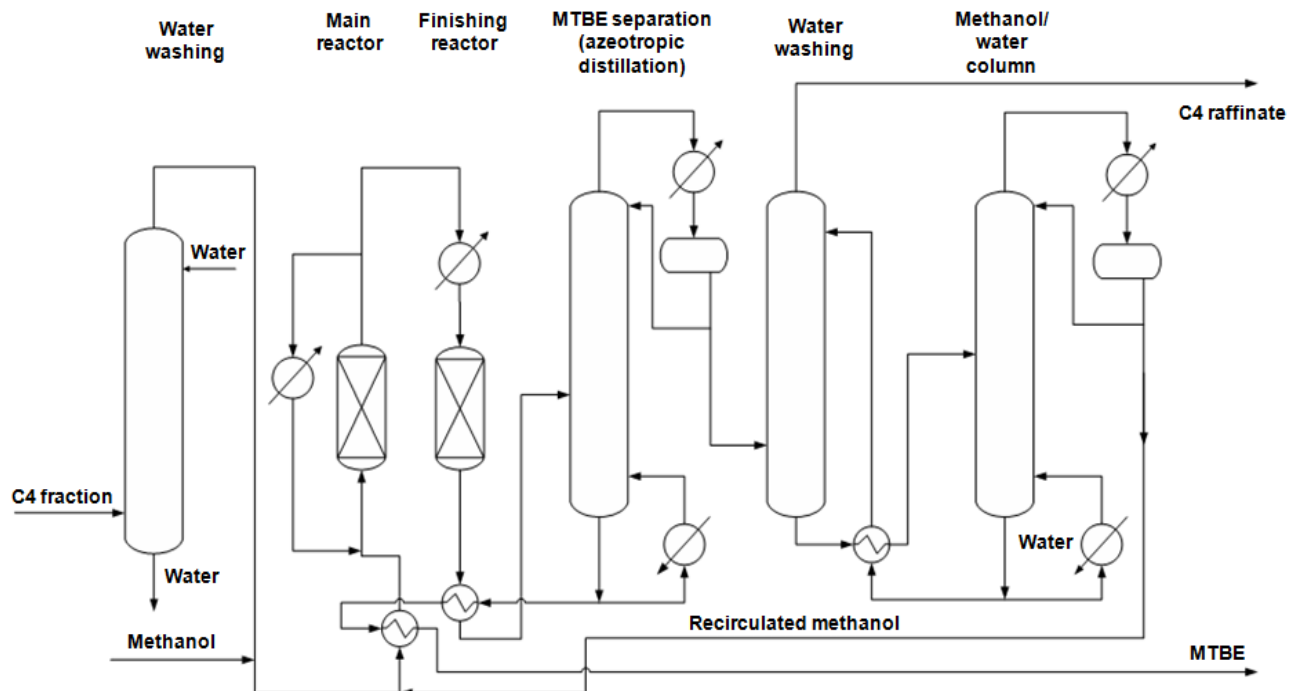 Water
washing
Main
reactor
Finishing
reactor
MTBE separation
(azeotropic
distillation)
Water
washing
Methanol/
water
column
C4 raffinate
Water
C4 fraction
Water
Water
Methanol
Recirculated methanol
MTBE